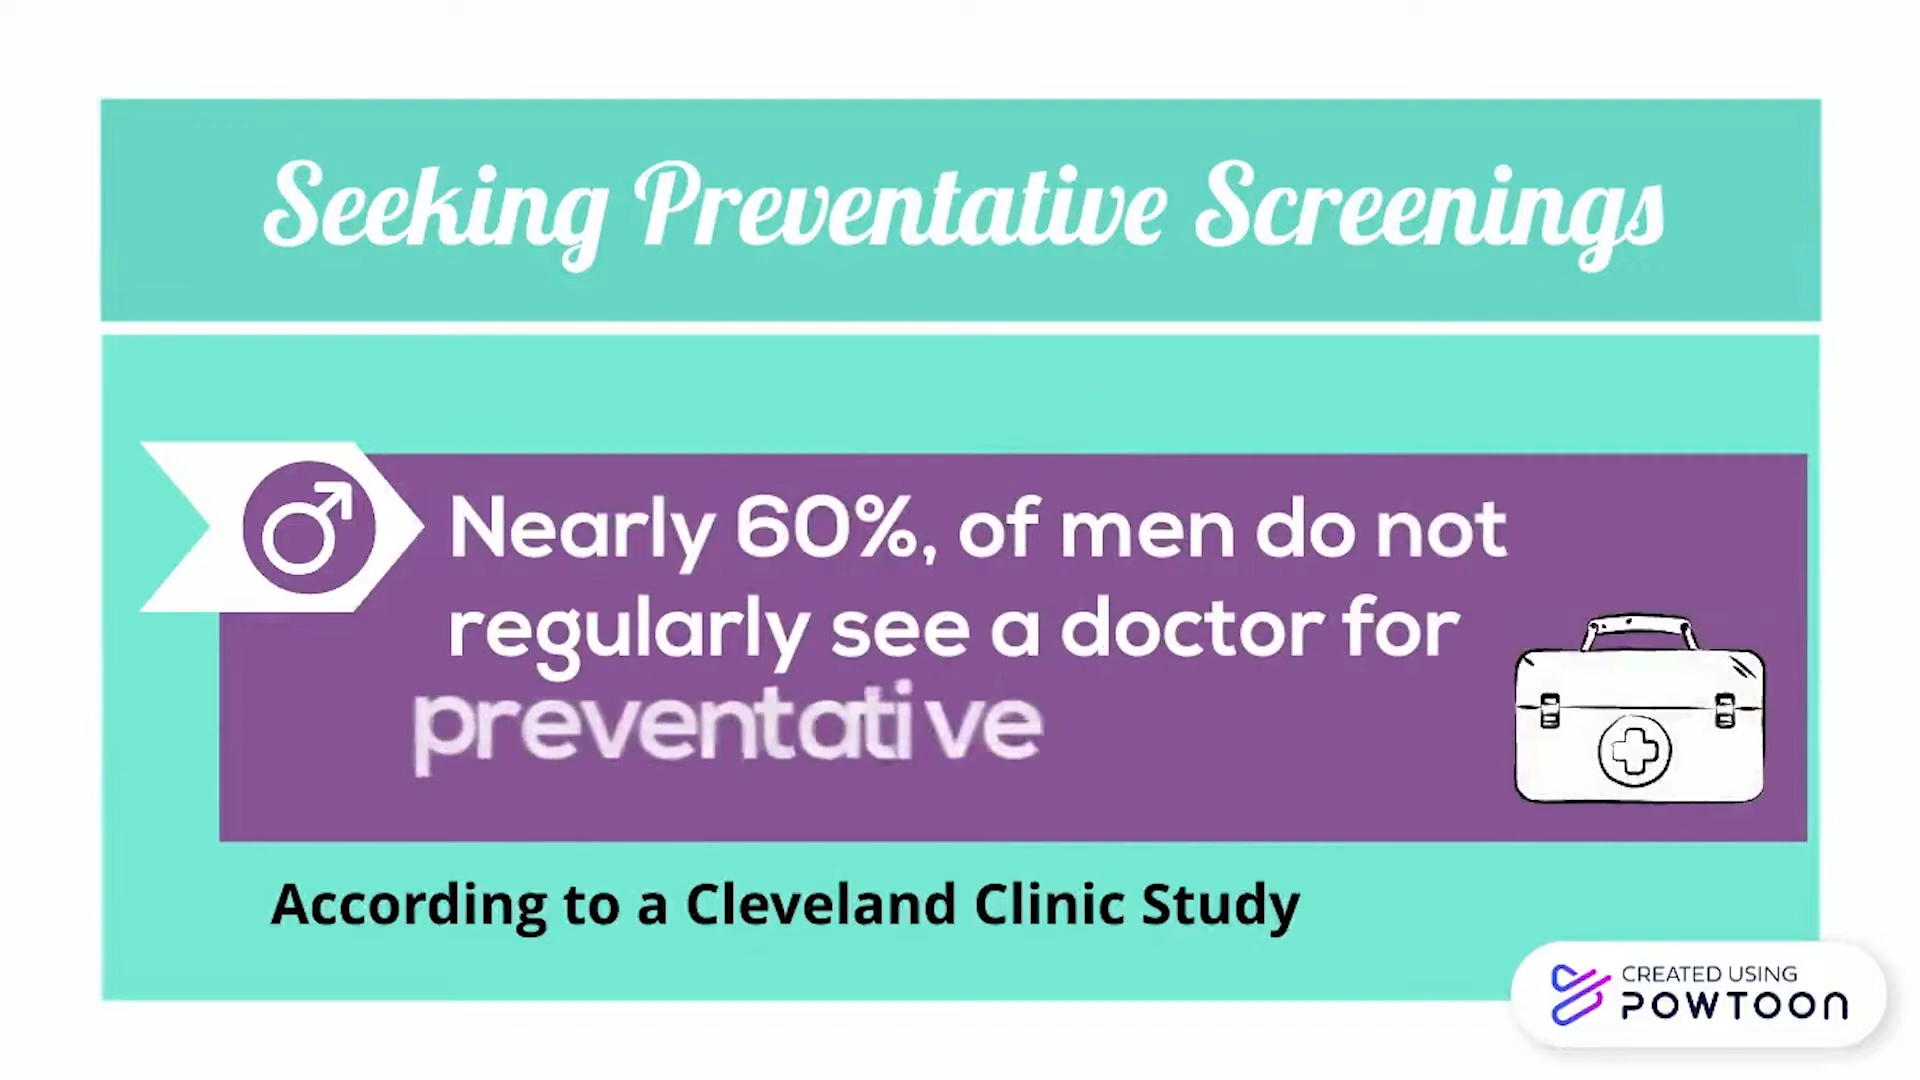 Seeking Preventative Screenings
Nearly 60%, of men do not
regularly see a doctor for
preventative
According to a Cleveland Clinic Study
CREATED USING
POWTOON